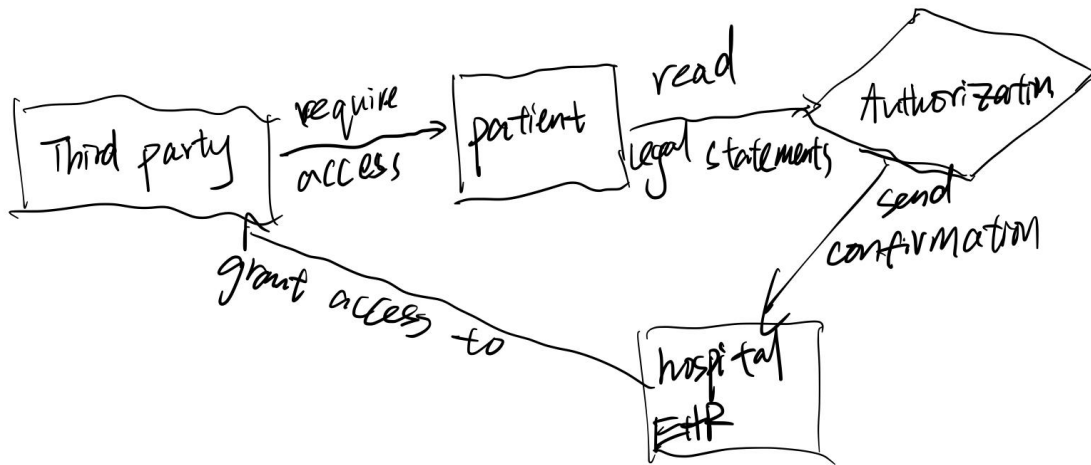 Third party
require
access
patient
read
legal statements
Authorization
send
confirmation
hospital
EHR
grant access to